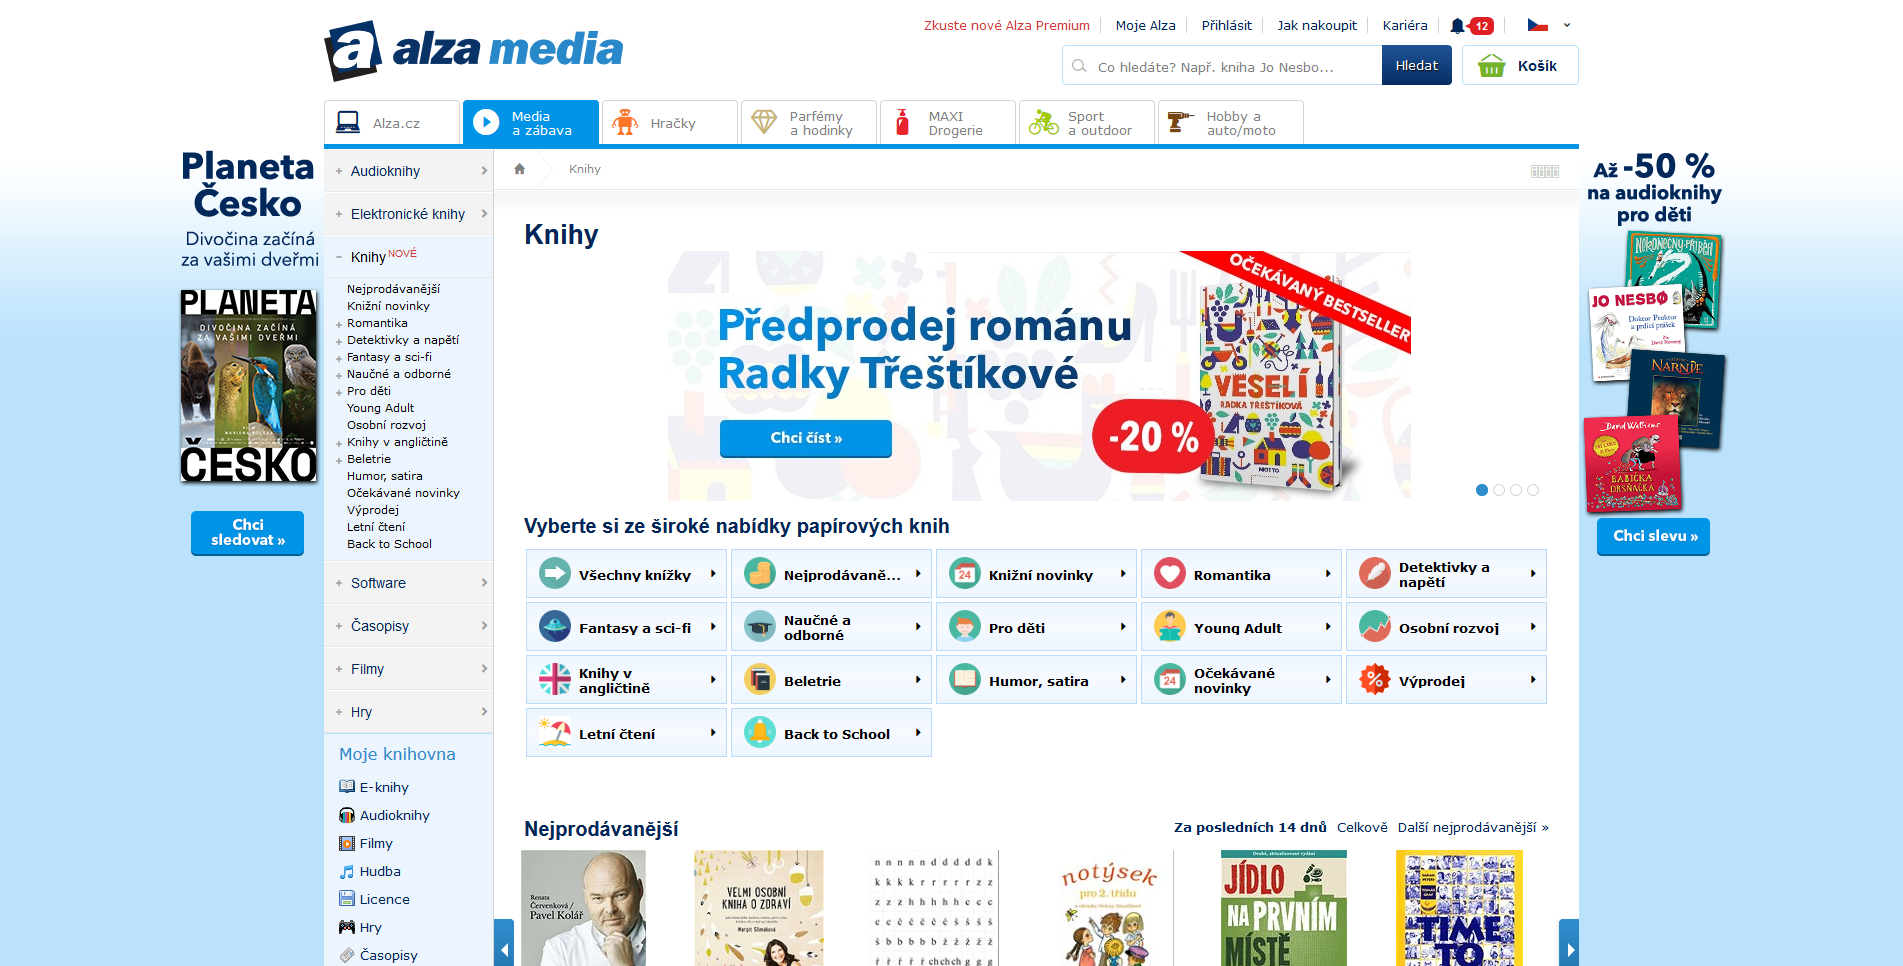 alza media
Zkuste nové Alza Premium
Moje Alza
Přihlásit
Jak nakoupit
Kariéra
12
Co hledáte? Např. kniha Jo Nesbo...
Hledat
Košík
Alza.cz
Media
a zábava
Hračky
Parfémy
a hodinky
MAXI
Drogerie
Sport
a outdoor
Hobby a
auto/moto
Planeta
Česko
Divočina začíná
za vašimi dveřmi
PLANETA
DIVOČINA ZAČÍNÁ
ZA VAŠIMI DVEŘMI
ČESKO
Chci
sledovat »
Audioknihy
Elektronické knihy
Knihy NOVÉ
Nejprodávanější
Knižní novinky
Romantika
Detektivky a napětí
Fantasy a sci-fi
Naučné a odborné
Pro děti
Young Adult
Osobní rozvoj
Knihy v angličtině
Beletrie
Humor, satira
Očekávané novinky
Výprodej
Letní čtení
Back to School
Software
Časopisy
Filmy
Hry
Moje knihovna
E-knihy
Audioknihy
Filmy
Hudba
Licence
Hry
Časopisy
Knihy
Knihy
Předprodej románu
Radky Třeštíkové
Chci číst »
-20 %
OČEKÁVANÝ BESTSELLER
VESELÍ
RADKA TŘEŠTÍKOVÁ
MOTTO
Vyberte si ze široké nabídky papírových knih
Všechny knížky
Nejprodávaně...
24
Knižní novinky
Romantika
Detektivky a
napětí
Fantasy a sci-fi
Naučné a
odborné
Pro děti
Young Adult
Osobní rozvoj
Knihy v
angličtině
Beletrie
Humor, satira
24
Očekávané
novinky
%
Výprodej
Letní čtení
Back to School
Nejprodávanější
Za posledních 14 dnů
Celkově
Další nejprodávanější »
Renata
Červenková /
Pavel Kolář
VELMI OSOBNÍ
KNIHA O ZDRAVÍ
Margit Slimáková
n n n n n d d d d d k
k k k k r r r r r z z
z z z h h h h h c c c
c c č č č č č š š š š
š b b b b b ž ž ž ž ž
ř ř ř ř ř ch ch ch g g g
notýsek
pro 2. třídu
Druhé, aktualizované vydání
JÍDLO
NA PRVNÍM
MÍSTĚ
TIME
TO
Až -50 %
na audioknihy
pro děti
NEKONEČNÝ PŘÍBĚH
JO NESBØ
Doktor Proktor
a prdicí prášek
NARNIE
David Walliams
BABIČKA
DRSŇAČKA
Chci slevu »